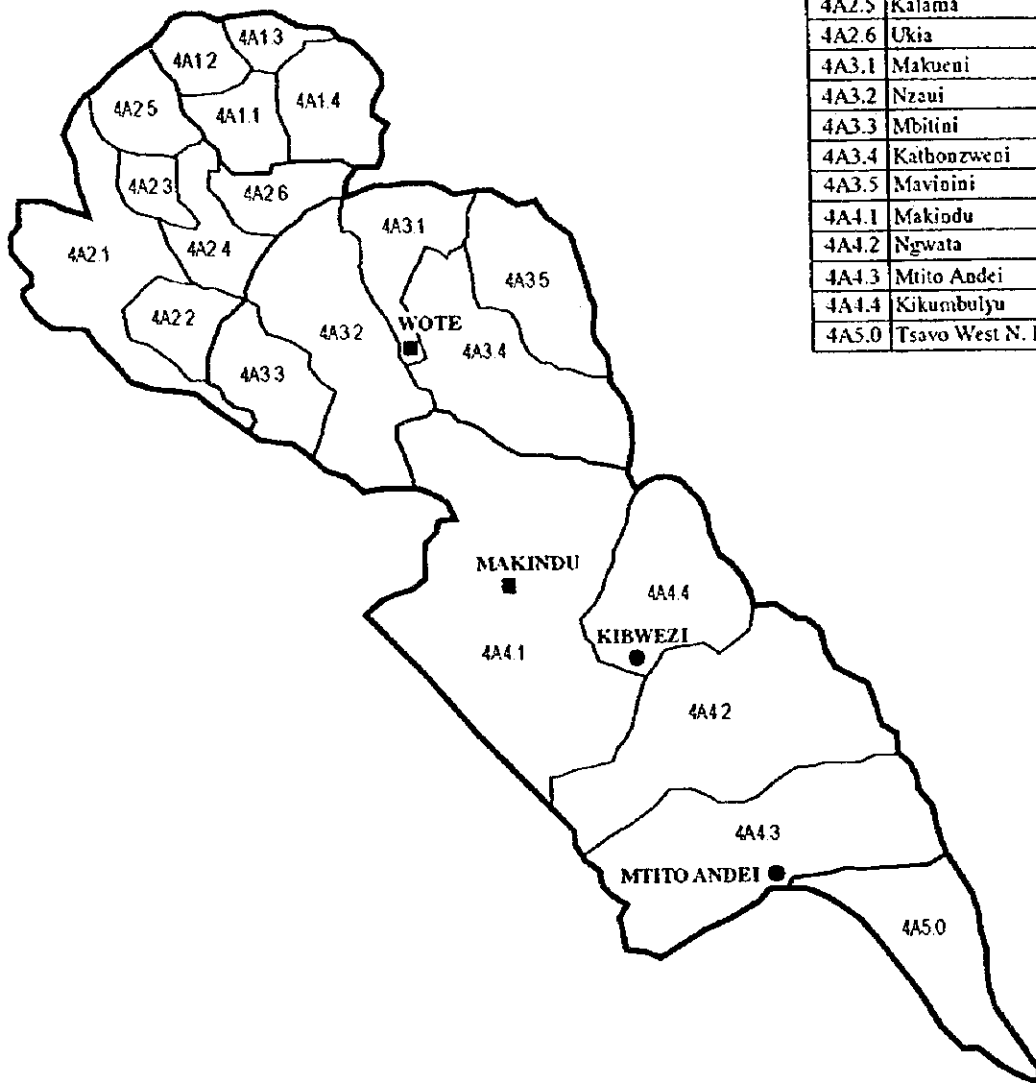 4A2.5 Kalama
4A2.6 Ukia
4A3.1 Makueni
4A3.2 Nzaui
4A3.3 Mbitini
4A3.4 Kathonzweni
4A3.5 Mavinini
4A4.1 Makindu
4A4.2 Ngwata
4A4.3 Mtito Andei
4A4.4 Kikumbulyu
4A5.0 Tsavo West N.
4A1.3
4A1.2
4A2.5
4A1.1
4A1.4
4A2.3
4A2.6
4A2.1
4A2.4
4A3.1
4A3.5
4A2.2
4A3.2
WOTE
4A3.4
4A3.3
MAKINDU
4A4.4
KIBWEZI
4A4.1
4A4.2
4A4.3
MTITO ANDEI
4A5.0